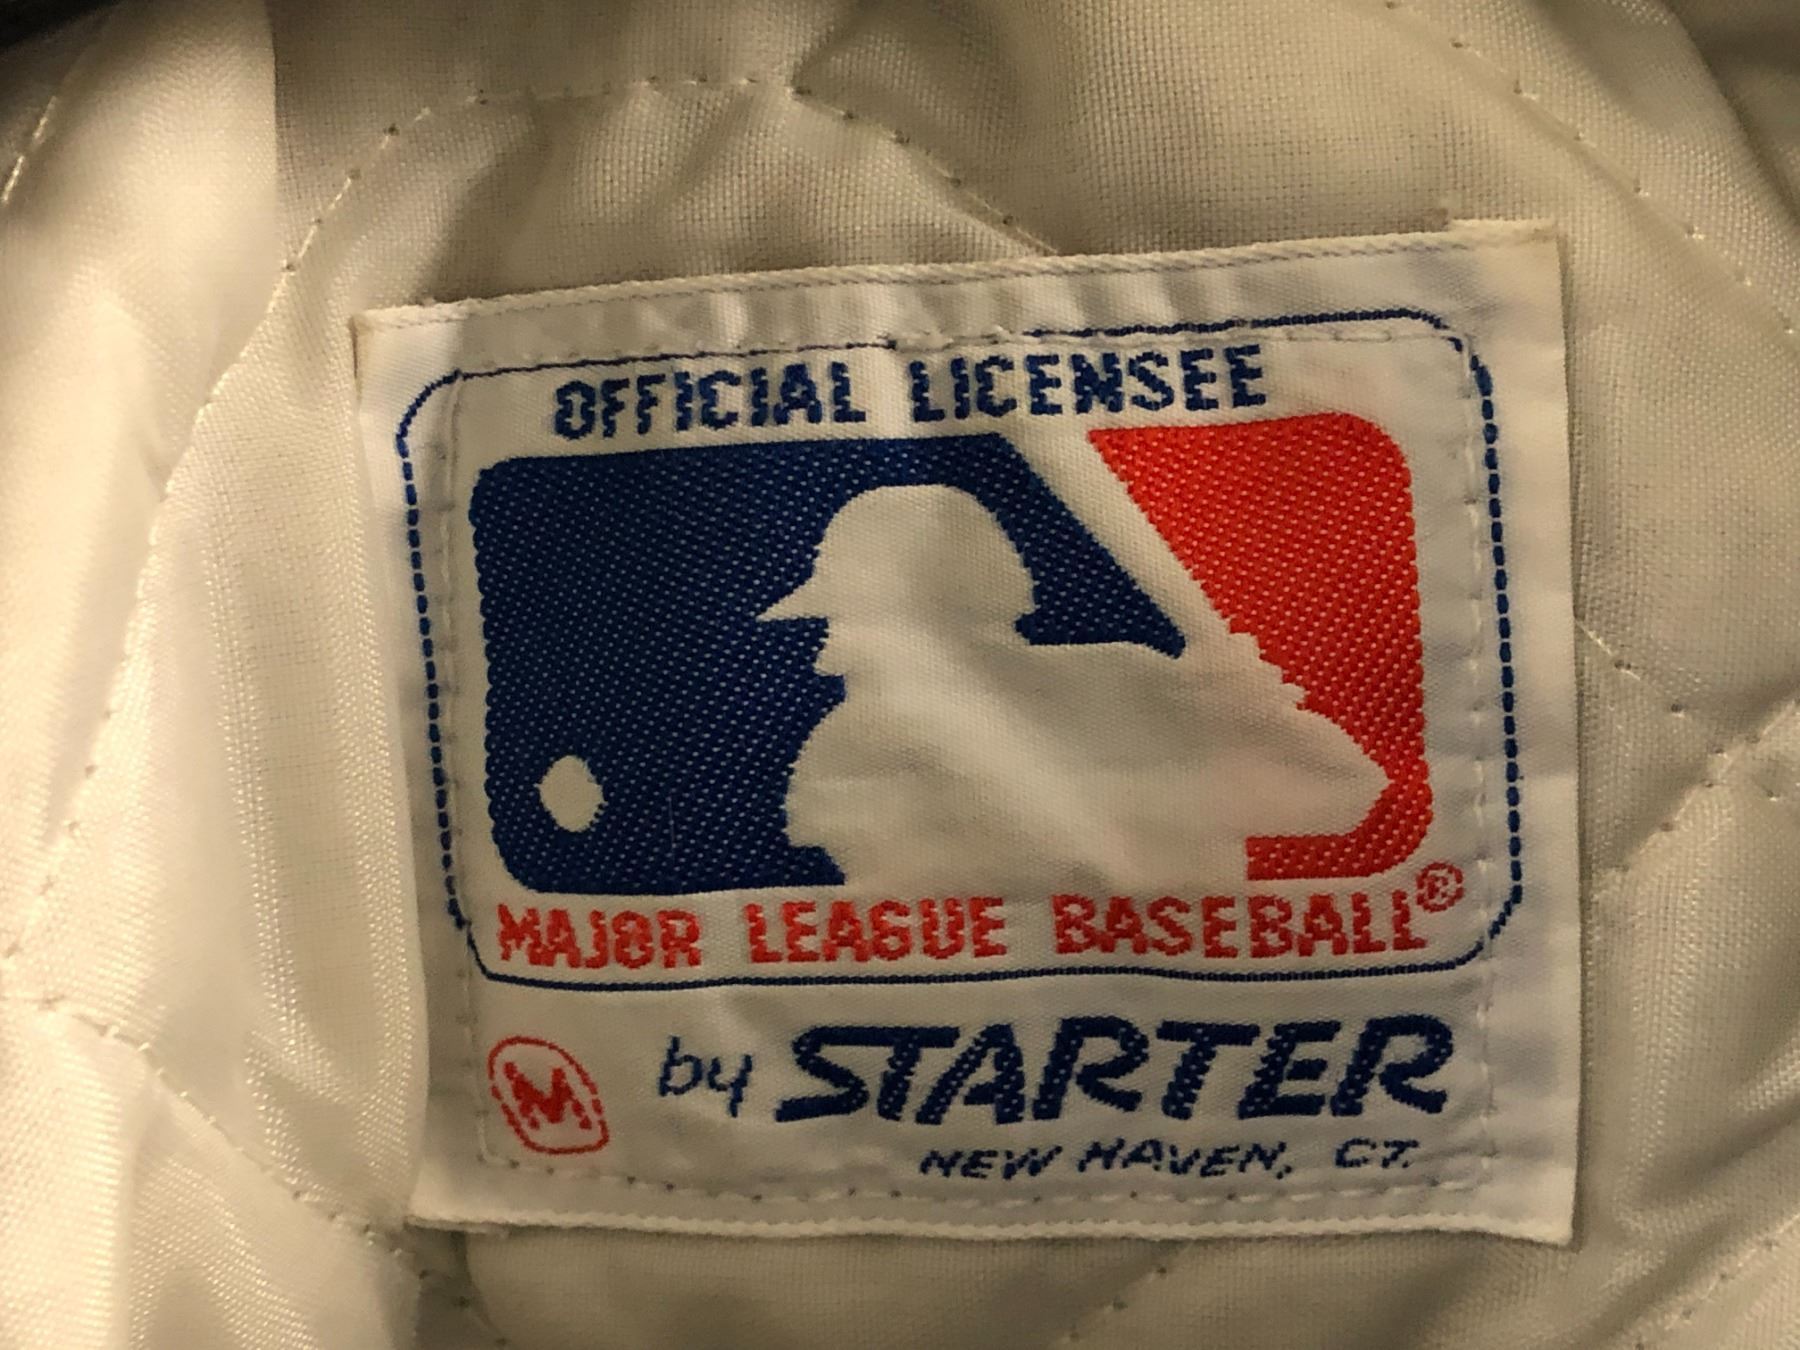 OFFICIAL LICENSEE
MAJOR LEAGUE BASEBALL®
M by STARTER
NEW HAVEN, CT.